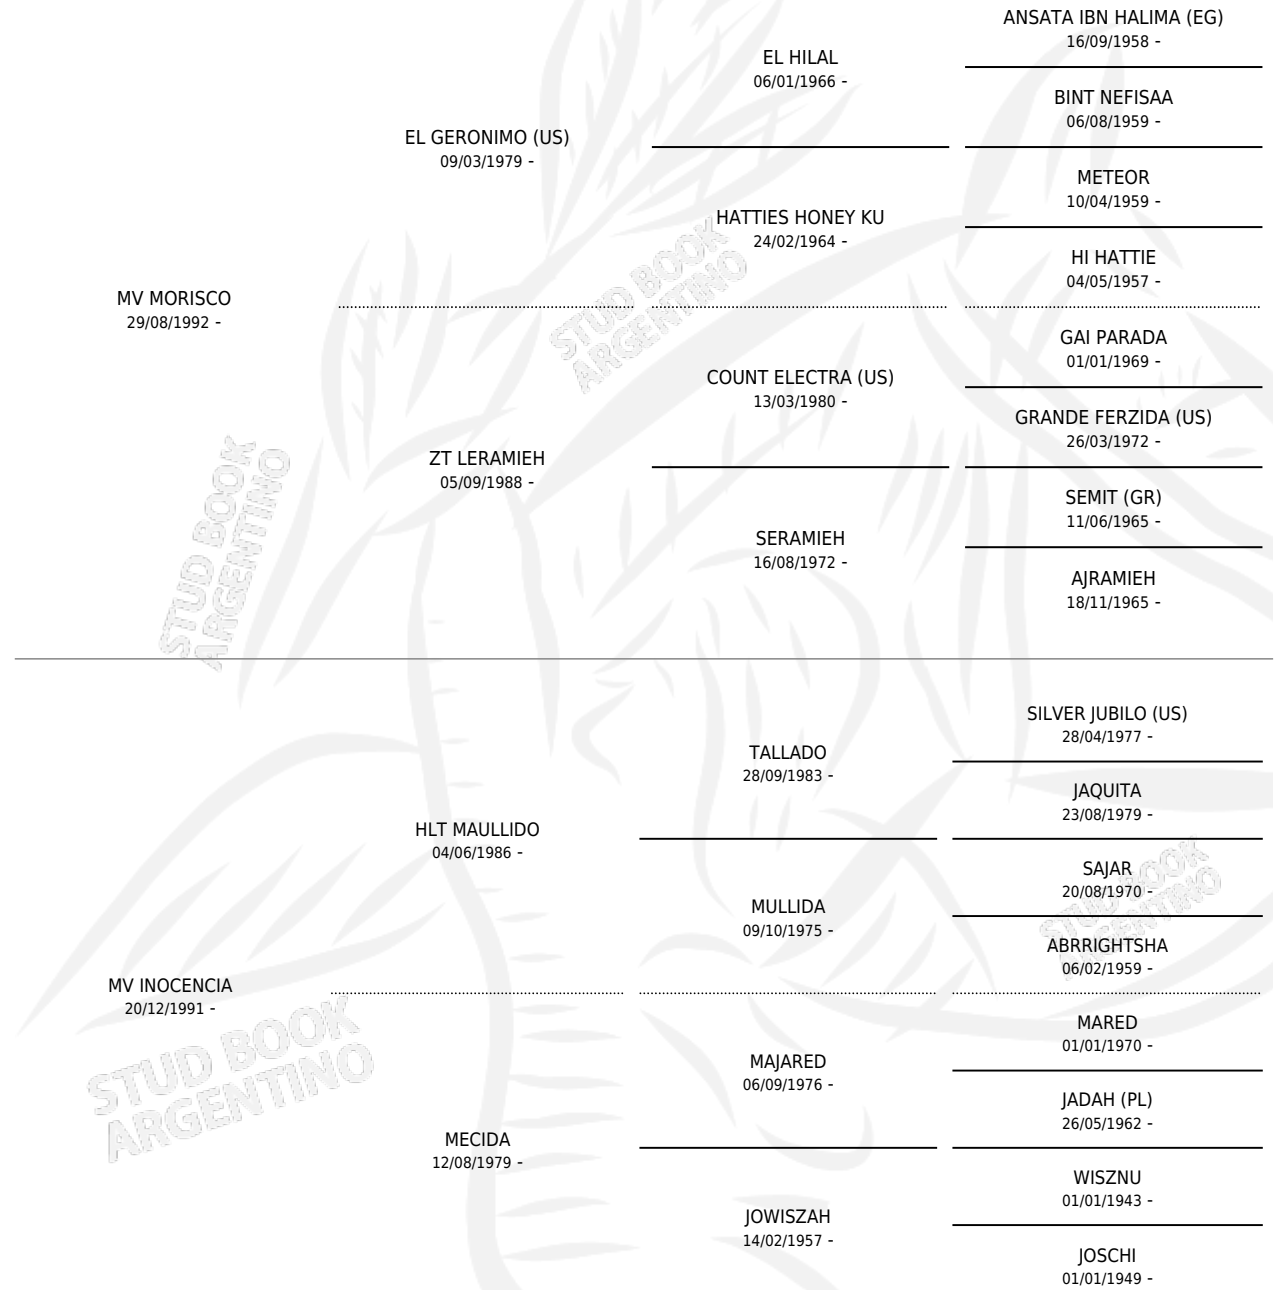 ANSATA IBN HALIMA (EG)
16/09/1958 -
EL HILAL
06/01/1966 -
BINT NEFISAA
06/08/1959 -
EL GERONIMO (US)
09/03/1979 -
METEOR
10/04/1959 -
HATTIES HONEY KU
24/02/1964 -
HI HATTIE
04/05/1957 -
MV MORISCO
29/08/1992 -
GAI PARADA
01/01/1969 -
COUNT ELECTRA (US)
13/03/1980 -
GRANDE FERZIDA (US)
26/03/1972 -
ZT LERAMIEH
05/09/1988 -
SEMIT (GR)
11/06/1965 -
SERAMIEH
16/08/1972 -
AJRAMIEH
18/11/1965 -
STUD BOOK
ARGENTINO
STUD BOOK
ARGENTINO
SILVER JUBILO (US)
28/04/1977 -
TALLADO
28/09/1983 -
JAQUITA
23/08/1979 -
HLT MAULLIDO
04/06/1986 -
SAJAR
20/08/1970 -
MULLIDA
09/10/1975 -
ABRRIGHTSHA
06/02/1959 -
STUD BOOK
ARGENTINO
MV INOCENCIA
20/12/1991 -
MARED
01/01/1970 -
MAJARED
06/09/1976 -
JADAH (PL)
26/05/1962 -
MECIDA
12/08/1979 -
WISZNU
01/01/1943 -
JOWISZAH
14/02/1957 -
JOSCHI
01/01/1949 -
STUD BOOK
ARGENTINO